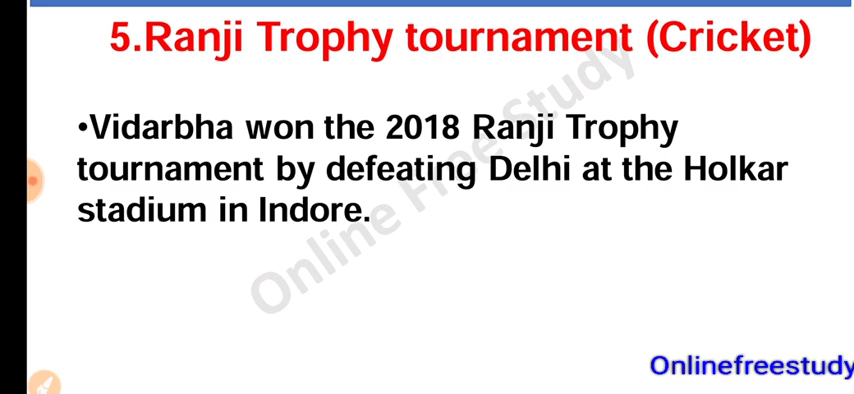 5.Ranji Trophy tournament (Cricket)
•Vidarbha won the 2018 Ranji Trophy
tournament by defeating Delhi at the Holkar
stadium in Indore.
Online Free Study
Onlinefreestudy